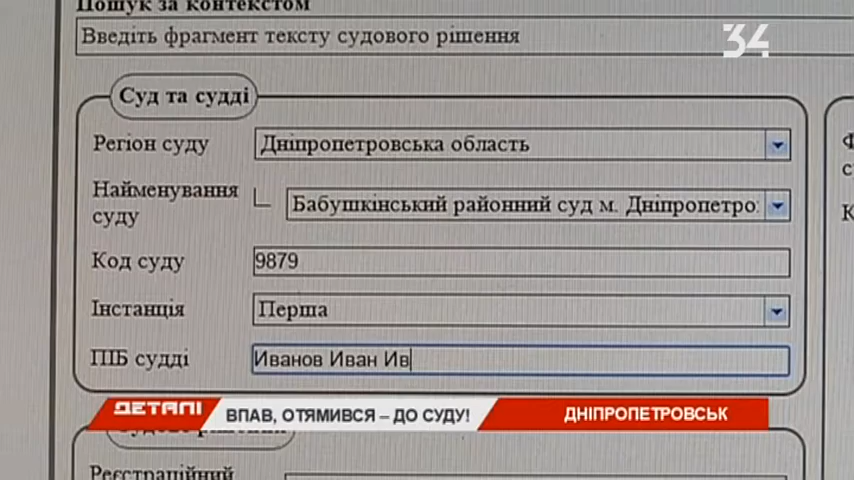 Пошук за контекстом
Введіть фрагмент тексту судового рішення
34
Суд та судді
Регіон суду
Дніпропетровська область
Найменування суду
Бабушкінський районний суд м. Дніпропетро
Код суду
9879
Інстанція
Перша
ПІБ судді
Иванов Иван Ив
ДЕТАЛІ
ВПАВ, ОТЯМИВСЯ – ДО СУДУ!
ДНІПРОПЕТРОВСЬК
Реєстраційний